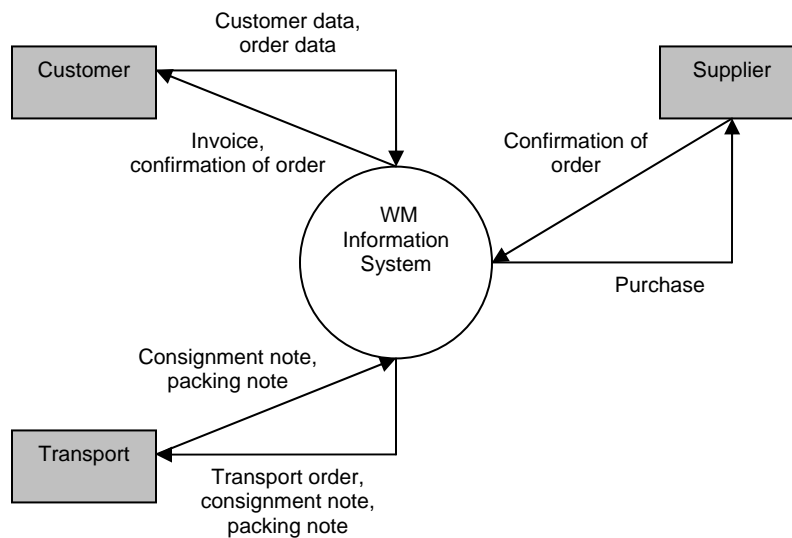 Customer data,
order data
Customer
Supplier
Invoice,
confirmation of order
Confirmation of
order
WM
Information
System
Purchase
Consignment note,
packing note
Transport
Transport order,
consignment note,
packing note